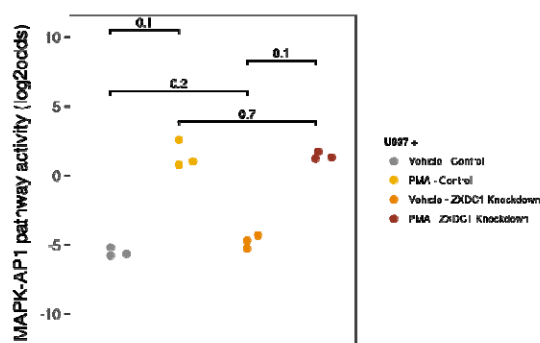 MAPK-AP1 pathway activity (log2odds)
10
5
0
-5
-10
0.1
0.1
0.2
0.7
U937 +
Vehicle - Control
PMA - Control
Vehicle - ZXDC1 Knockdown
PMA - ZXDC1 Knockdown